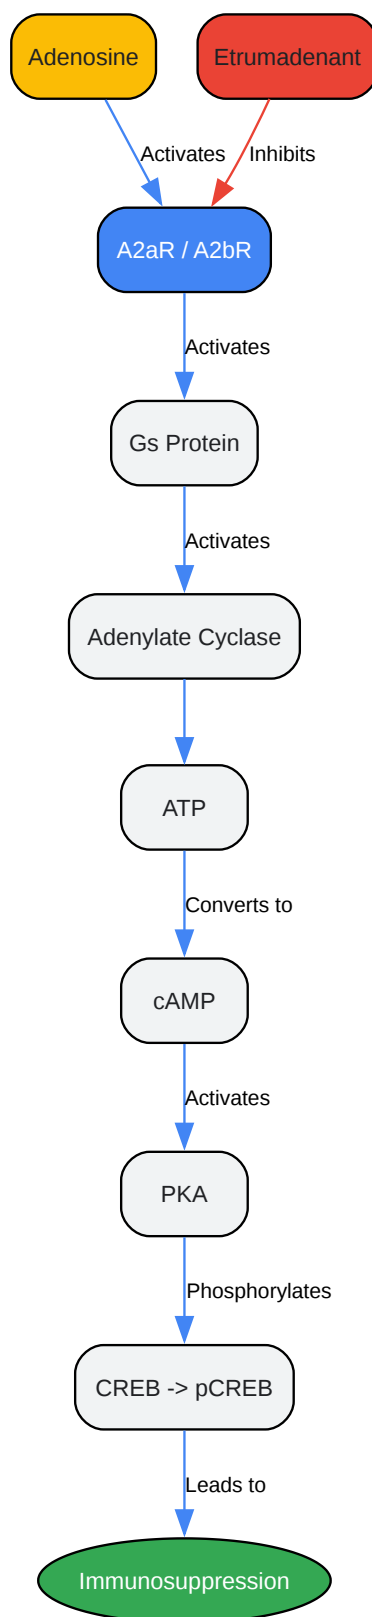 Adenosine
Etrumadenant
Activates
Inhibits
A2aR / A2bR
Activates
Gs Protein
Activates
Adenylate Cyclase
ATP
Converts to
cAMP
Activates
PKA
Phosphorylates
CREB -> pCREB
Leads to
Immunosuppression